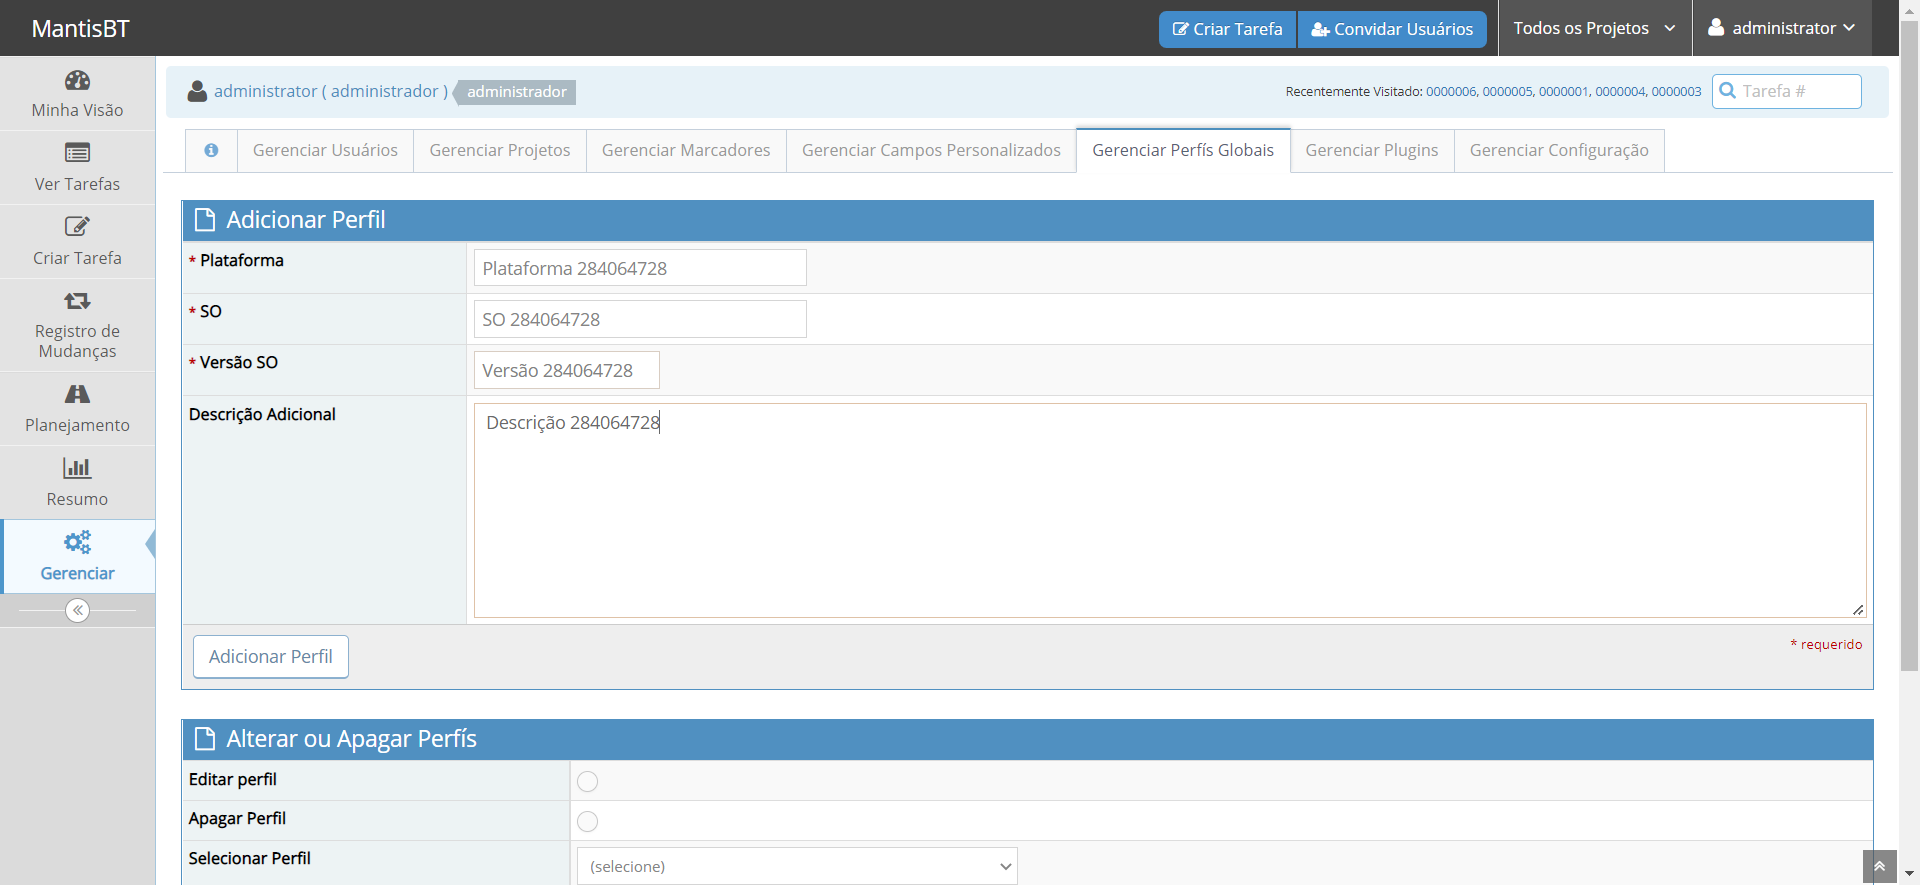 MantisBT
Criar Tarefa
Convidar Usuários
Todos os Projetos
administrator
Minha Visão
Ver Tarefas
Criar Tarefa
Registro de
Mudanças
Planejamento
Resumo
Gerenciar
administrator ( administrador )
administrador
Recentemente Visitado: 0000006, 0000005, 0000001, 0000004, 0000003
Tarefa #
Gerenciar Usuários
Gerenciar Projetos
Gerenciar Marcadores
Gerenciar Campos Personalizados
Gerenciar Perfís Globais
Gerenciar Plugins
Gerenciar Configuração
Adicionar Perfil
* Plataforma
Plataforma 284064728
* SO
SO 284064728
* Versão SO
Versão 284064728
Descrição Adicional
Descrição 284064728
Adicionar Perfil
* requerido
Alterar ou Apagar Perfís
Editar perfil
Apagar Perfil
Selecionar Perfil
(selecione)